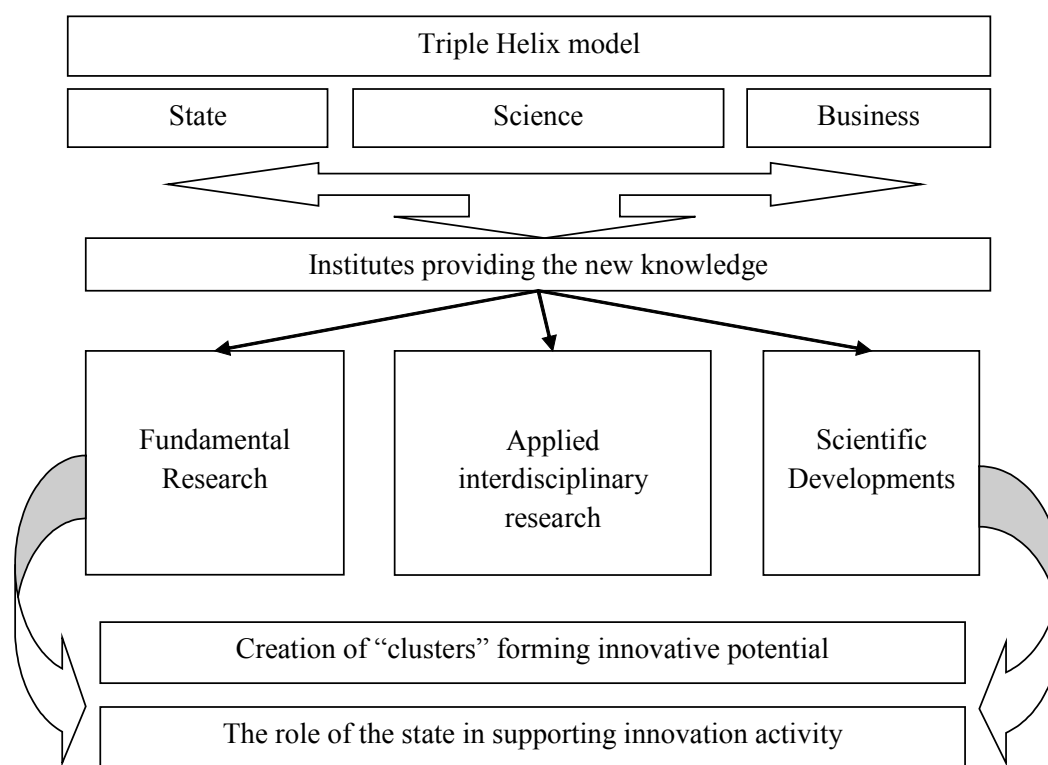 Triple Helix model
State
Science
Business
Institutes providing the new knowledge
Fundamental
Research
Applied
interdisciplinary
research
Scientific
Developments
Creation of “clusters” forming innovative potential
The role of the state in supporting innovation activity